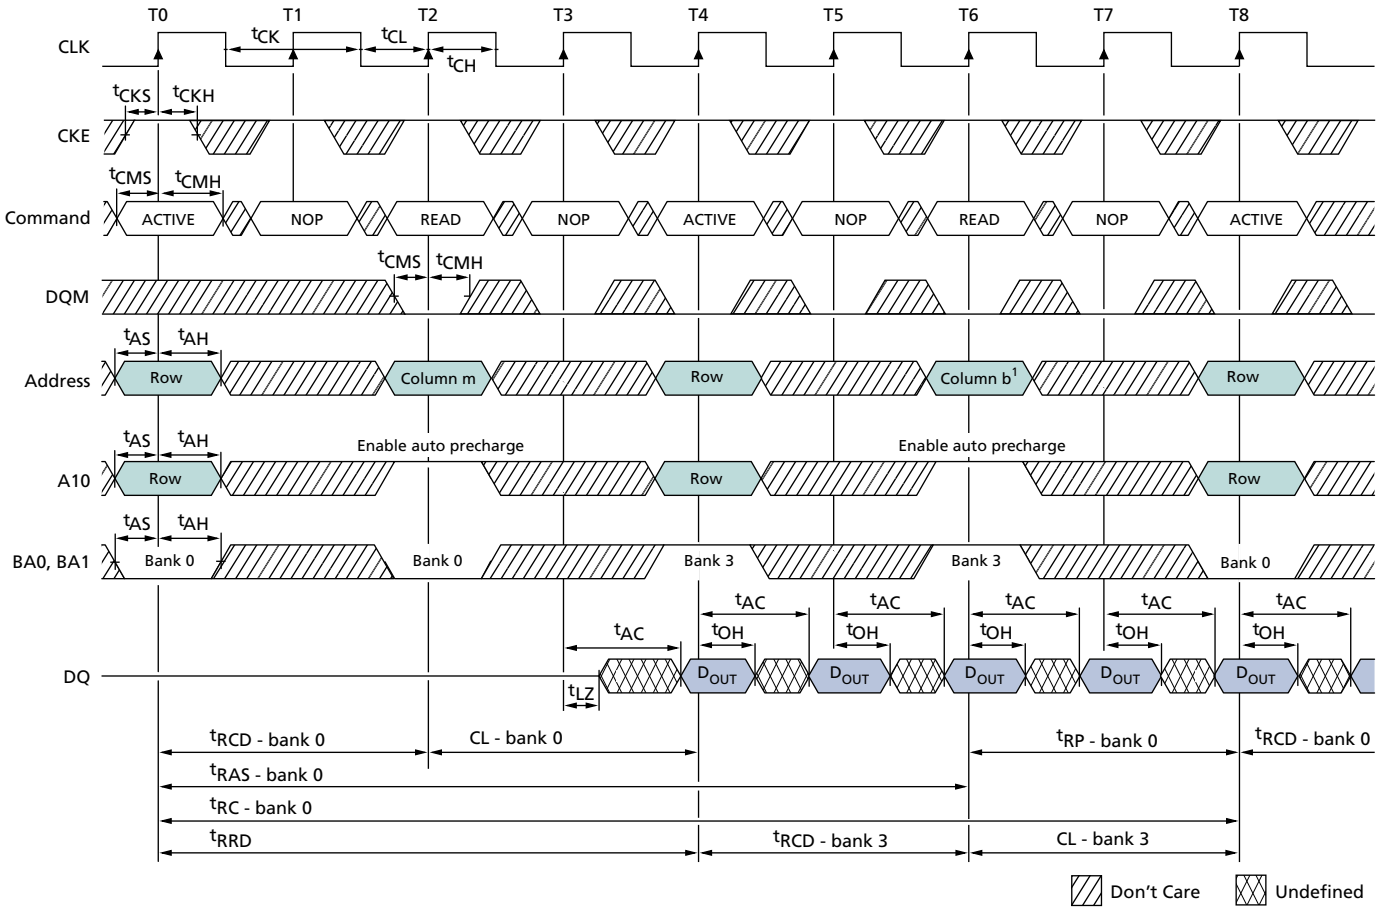 T0 T1 T2 T3 T4 T5 T6 T7 T8
CLK
tCK tCL
tCH
tCKS tCKH
CKE
tCMS tCMH
Command ACTIVE NOP READ NOP ACTIVE NOP READ NOP ACTIVE
tCMS tCMH
DQM
tAS tAH
Address Row Column m Row Column b1 Row
tAS tAH Enable auto precharge Enable auto precharge
A10 Row Row Row
tAS tAH
BA0, BA1 Bank 0 Bank 0 Bank 3 Bank 3 Bank 0
tAC tAC tAC tAC tAC
tAC tOH tOH tOH tOH tOH
DQ DOUT DOUT DOUT DOUT DOUT
tLZ
tRCD - bank 0 CL - bank 0 tRP - bank 0 tRCD - bank 0
tRAS - bank 0
tRC - bank 0
tRRD tRCD - bank 3 CL - bank 3
Don't Care Undefined